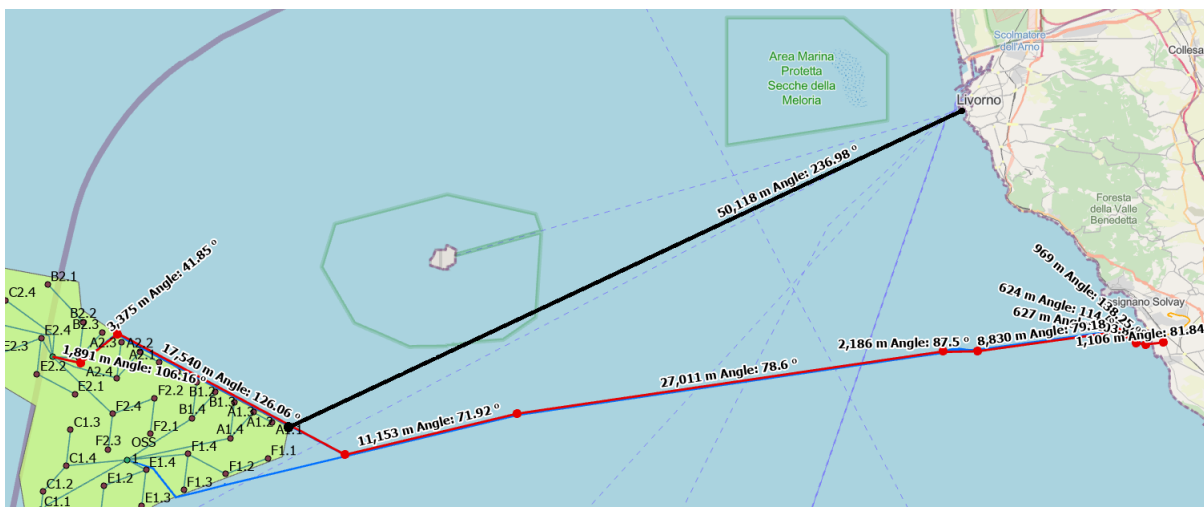 Scolmatore
dell'Arno
Collesa
Area Marina
Protetta
Secche della
Meloria
Livorno
50,118 m Angle: 236.98 °
Foresta
della Valle
Benedetta
3,375 m Angle: 41.85 °
B2.1
C2.4
B2.2
B2.3
E2.4
A2.3
A2.2
E2.3
A2.1
1,891 m Angle: 106.16 °
17,540 m Angle: 126.06 °
E2.2
A2.4
E2.1
B1.2
F2.2
B1.4
A1.3
F2.4
A1.2
C1.3
F2.1
A1.4
OSS
F2.3
F1.4
F1.1
C1.4
1
E1.4
F1.2
C1.2
E1.2
F1.3
C1.1
E1.3
11,153 m Angle: 71.92 °
27,011 m Angle: 78.6 °
2,186 m Angle: 87.5 °
8,830 m Angle: 79.18
969 m Angle: 138.25
624 m Angle: 114.
627 m
signano Solvay
1,106 m Angle: 81.84